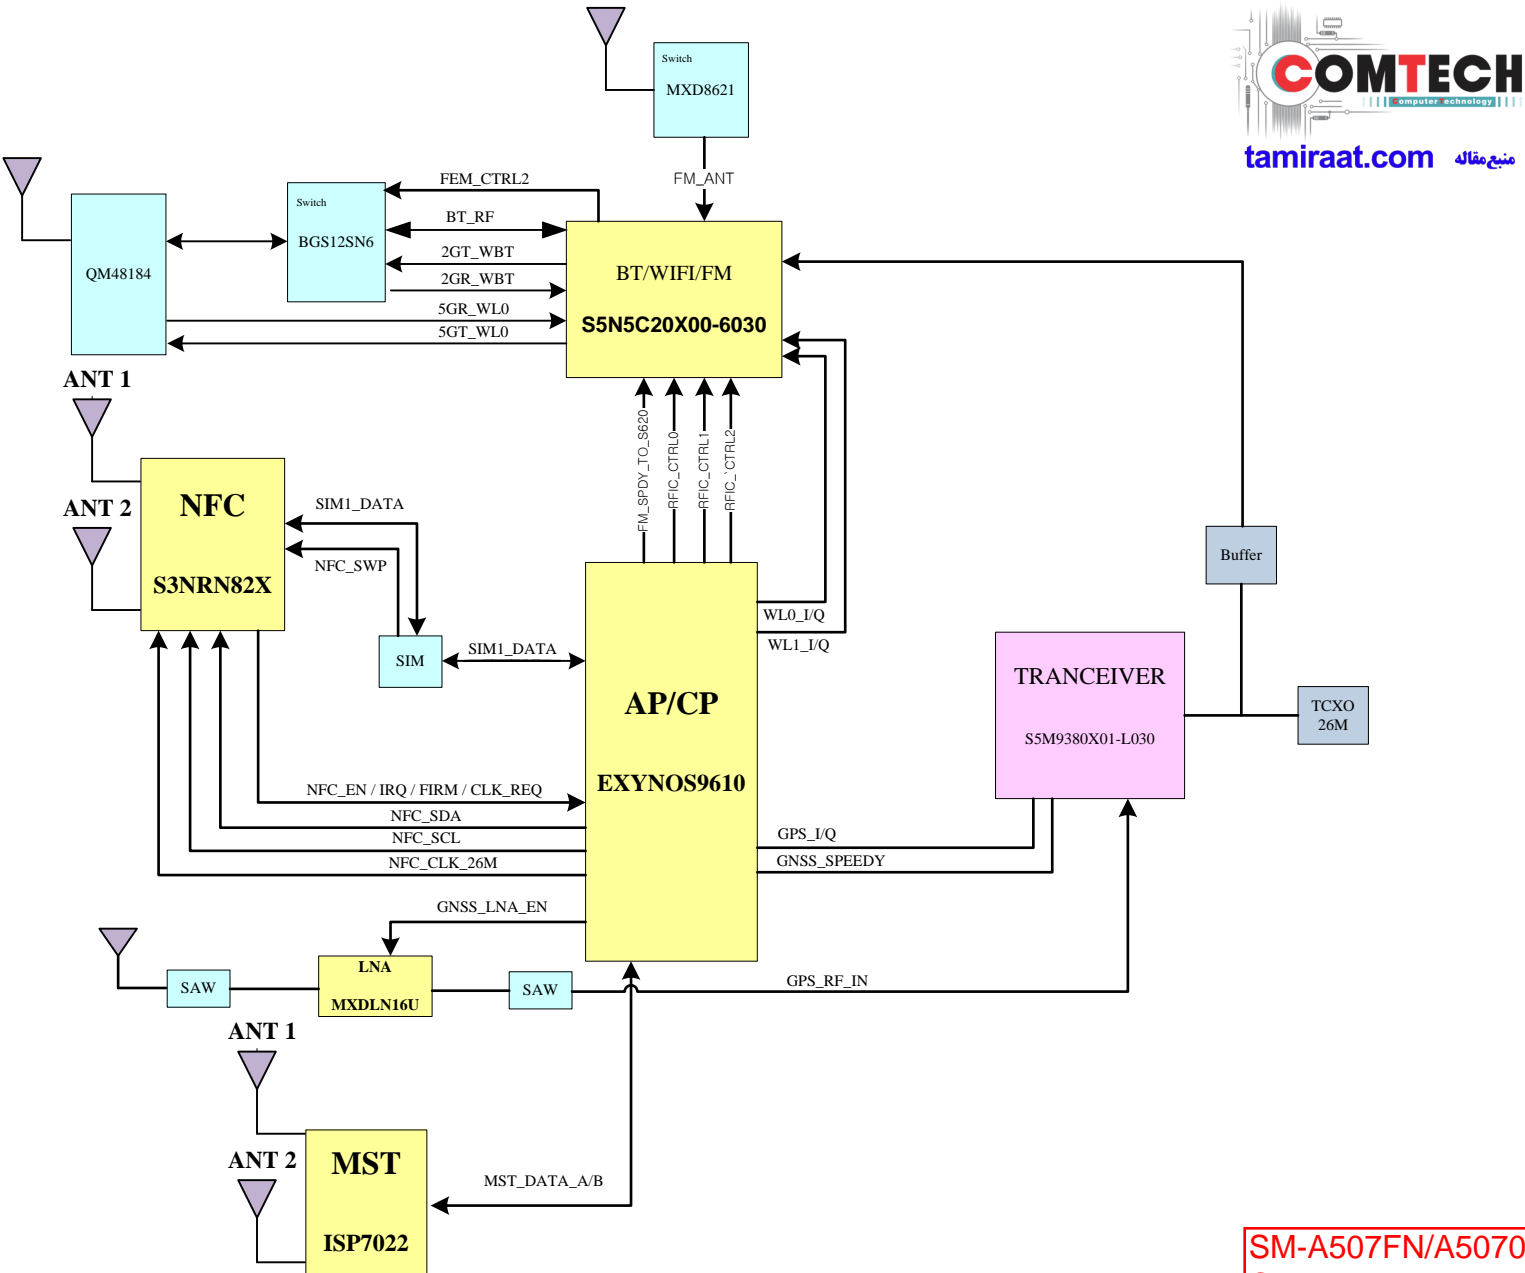 COMTECH
Computer Technology
tamiraat.com منبع مقاله
Switch
MXD8621
FM_ANT
FEM_CTRL2
BT_RF
2GT_WBT
2GR_WBT
5GR_WL0
5GT_WL0
Switch
BGS12SN6
QM48184
BT/WIFI/FM
S5N5C20X00-6030
ANT 1
ANT 2
NFC
S3NRN82X
SIM1_DATA
NFC_SWP
SIM
SIM1_DATA
FM_SPDY_TO_S620
RFIC_CTRL0
RFIC_CTRL1
RFIC_`CTRL2
WL0_I/Q
WL1_I/Q
Buffer
TCXO
26M
TRANCEIVER
S5M9380X01-L030
AP/CP
EXYNOS9610
NFC_EN / IRQ / FIRM / CLK_REQ
NFC_SDA
NFC_SCL
NFC_CLK_26M
GPS_I/Q
GNSS_SPEEDY
GNSS_LNA_EN
SAW
LNA
MXDLN16U
SAW
GPS_RF_IN
ANT 1
ANT 2
MST
ISP7022
MST_DATA_A/B
SM-A507FN/A5070